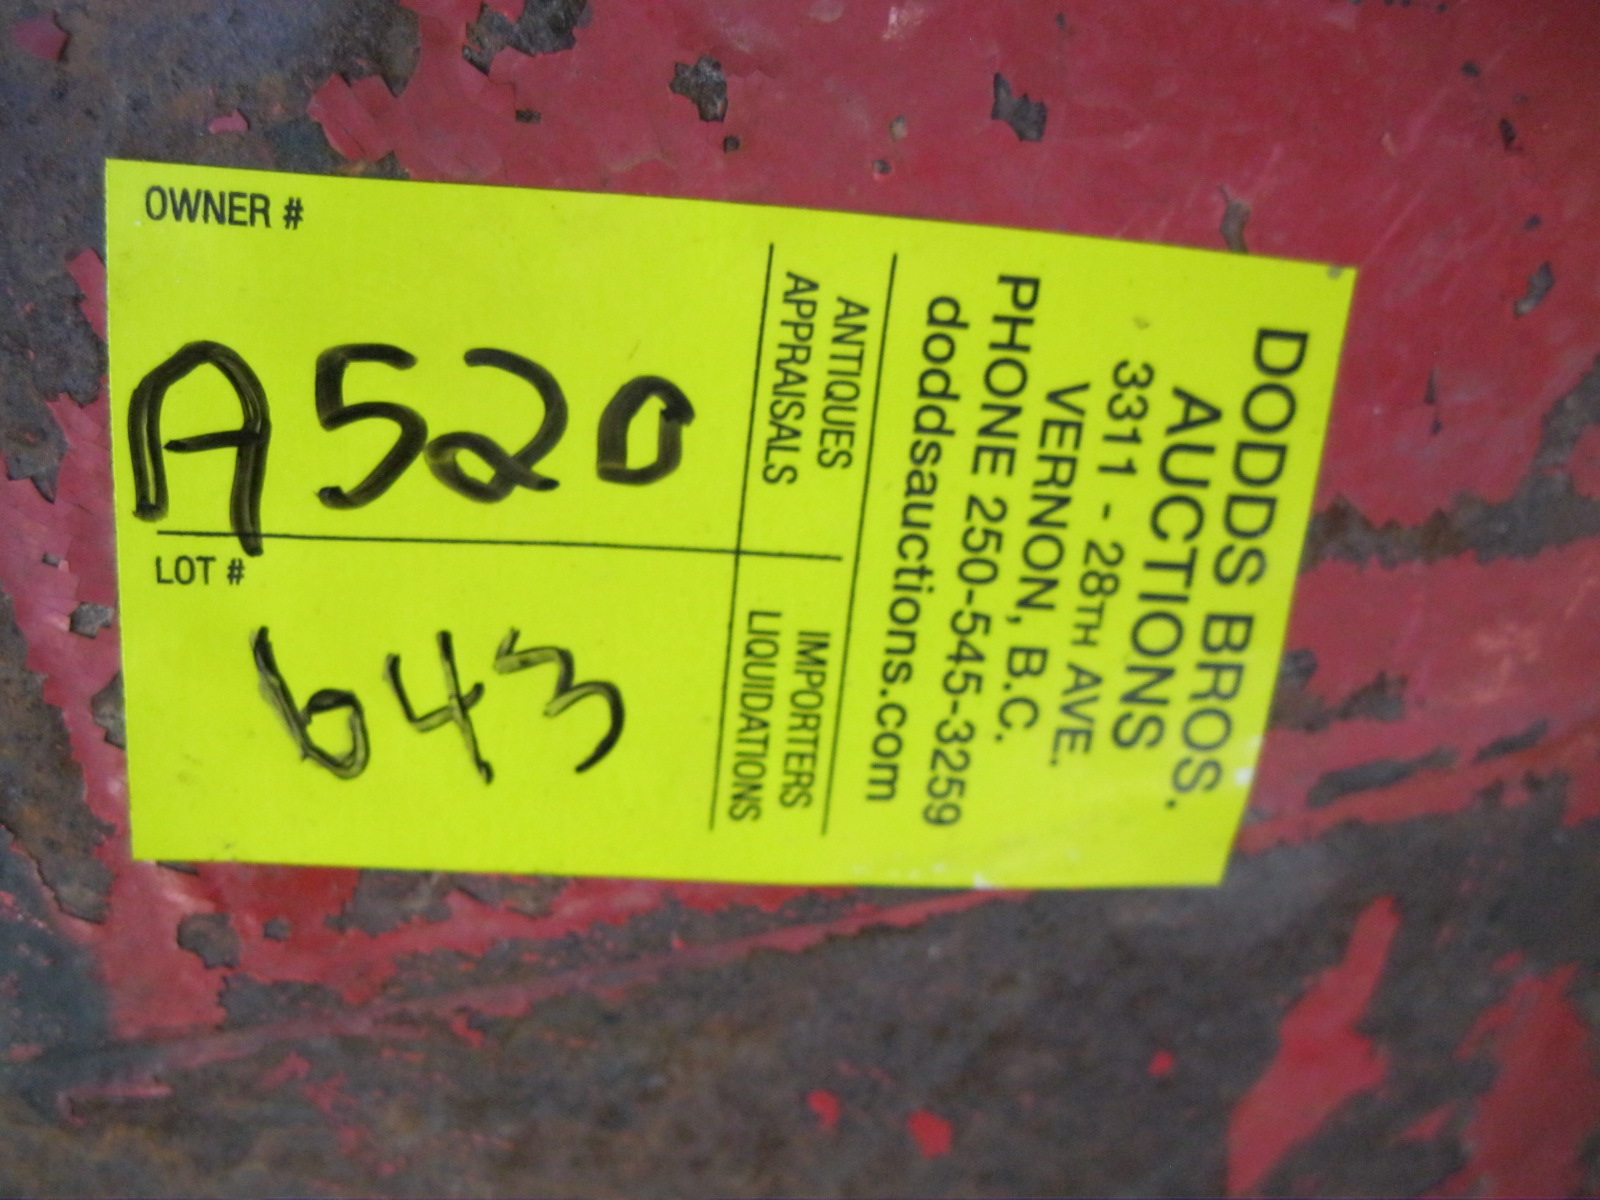 DODDS BROS.
AUCTIONS
3311 - 28TH AVE.
VERNON, B.C.
PHONE 250-545-3259
doddsauctions.com
ANTIQUES
APPRAISALS
IMPORTERS
LIQUIDATIONS
OWNER #
A520
LOT #
643